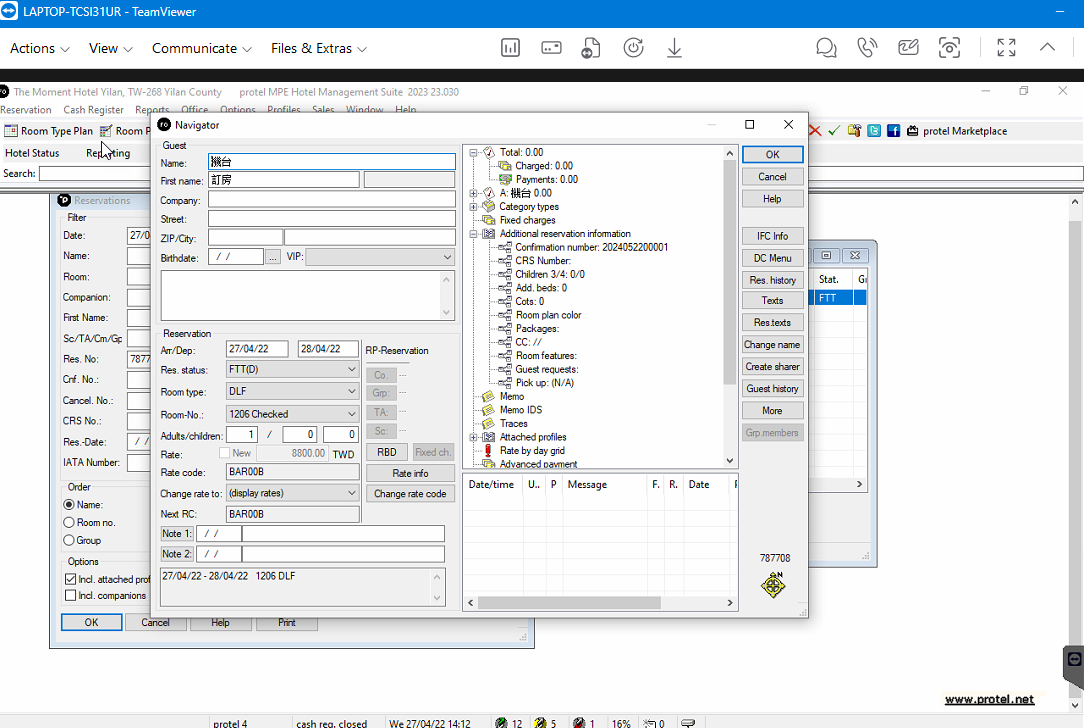 LAPTOP-TCSI31UR - TeamViewer
Actions View Communicate Files & Extras
The Moment Hotel Yilan, TW-268 Yilan County protel MPE Hotel Management Suite 2023 23.030
Reservation Cash Register Reports Office Options Profiles Sales Window Help
Room Type Plan Room P protel Marketplace
Hotel Status Reporting
Search:
Reservations
Filter
Date: 27/0
Name:
Room:
Companion:
First Name:
Sc/TA/Cm/Gp
Res. No: 7877
Cnf. No.:
Cancel. No.:
CRS No.:
Res.-Date: / /
IATA Number:
Order
Name:
Room no.
Group
Options
Incl. attached prof
Incl. companions
OK Cancel Help Print
Navigator
Guest
Name: 機台
First name: 訂房
Company:
Street:
ZIP/City:
Birthdate: / / ... VIP:
Reservation
Arr/Dep: 27/04/22 28/04/22 RP-Reservation
Res. status: FTT(D) Co. ...
Room type: DLF Grp: ...
Room-No.: 1206 Checked TA: ...
Adults/children: 1 / 0 0 Sc: ...
Rate: New 8800.00 TWD RBD Fixed ch.
Rate code: BAR00B Rate info
Change rate to: (display rates) Change rate code
Next RC: BAR00B
Note 1: / /
Note 2: / /
27/04/22 - 28/04/22 1206 DLF
Total: 0.00
Charged: 0.00
Payments: 0.00
A: 機台 0.00
Category types
Fixed charges
Additional reservation information
Confirmation number: 2024052200001
CRS Number:
Children 3/4: 0/0
Add. beds: 0
Cots: 0
Room plan color
Packages:
CC: //
Room features:
Guest requests:
Pick up: (N/A)
Memo
Memo IDS
Traces
Attached profiles
Rate by day grid
Advanced payment
Date/time U.. P Message F. R. Date
OK
Cancel
Help
IFC Info
DC Menu
Res. history
Texts
Res.texts
Change name
Create sharer
Guest history
More
Grp.members
787708
N
Stat.
FTT
www.protel.net
protel 4 cash reg. closed We 27/04/22 14:12 12 5 1 16% 0